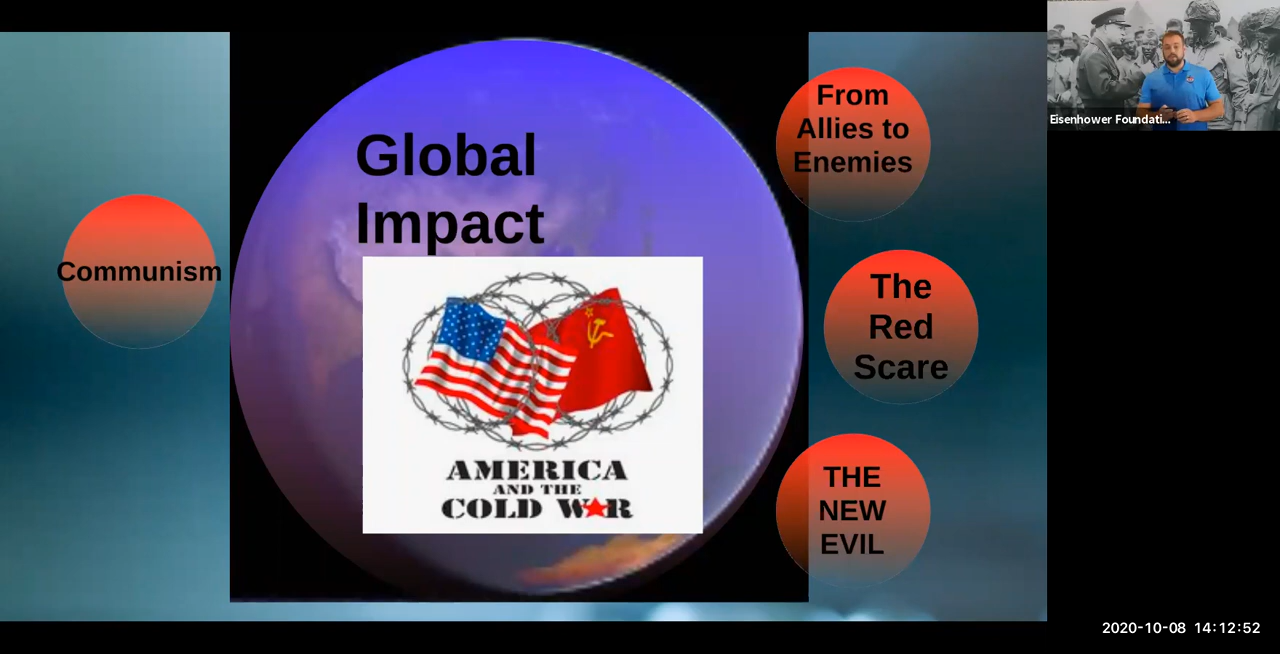 Communism
Global
Impact
AMERICA
AND THE
COLD WAR
From
Allies to
Enemies
The
Red
Scare
THE
NEW
EVIL
Eisenhower Foundati...
2020-10-08 14:12:52